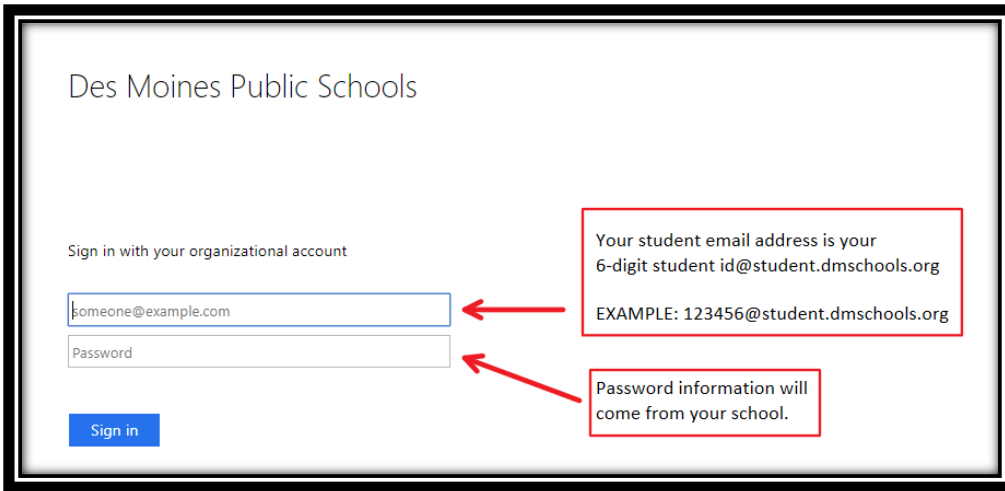 Des Moines Public Schools
Sign in with your organizational account
someone@example.com
Password
Sign in
Your student email address is your
6-digit student id@student.dmschools.org
EXAMPLE: 123456@student.dmschools.org
Password information will
come from your school.